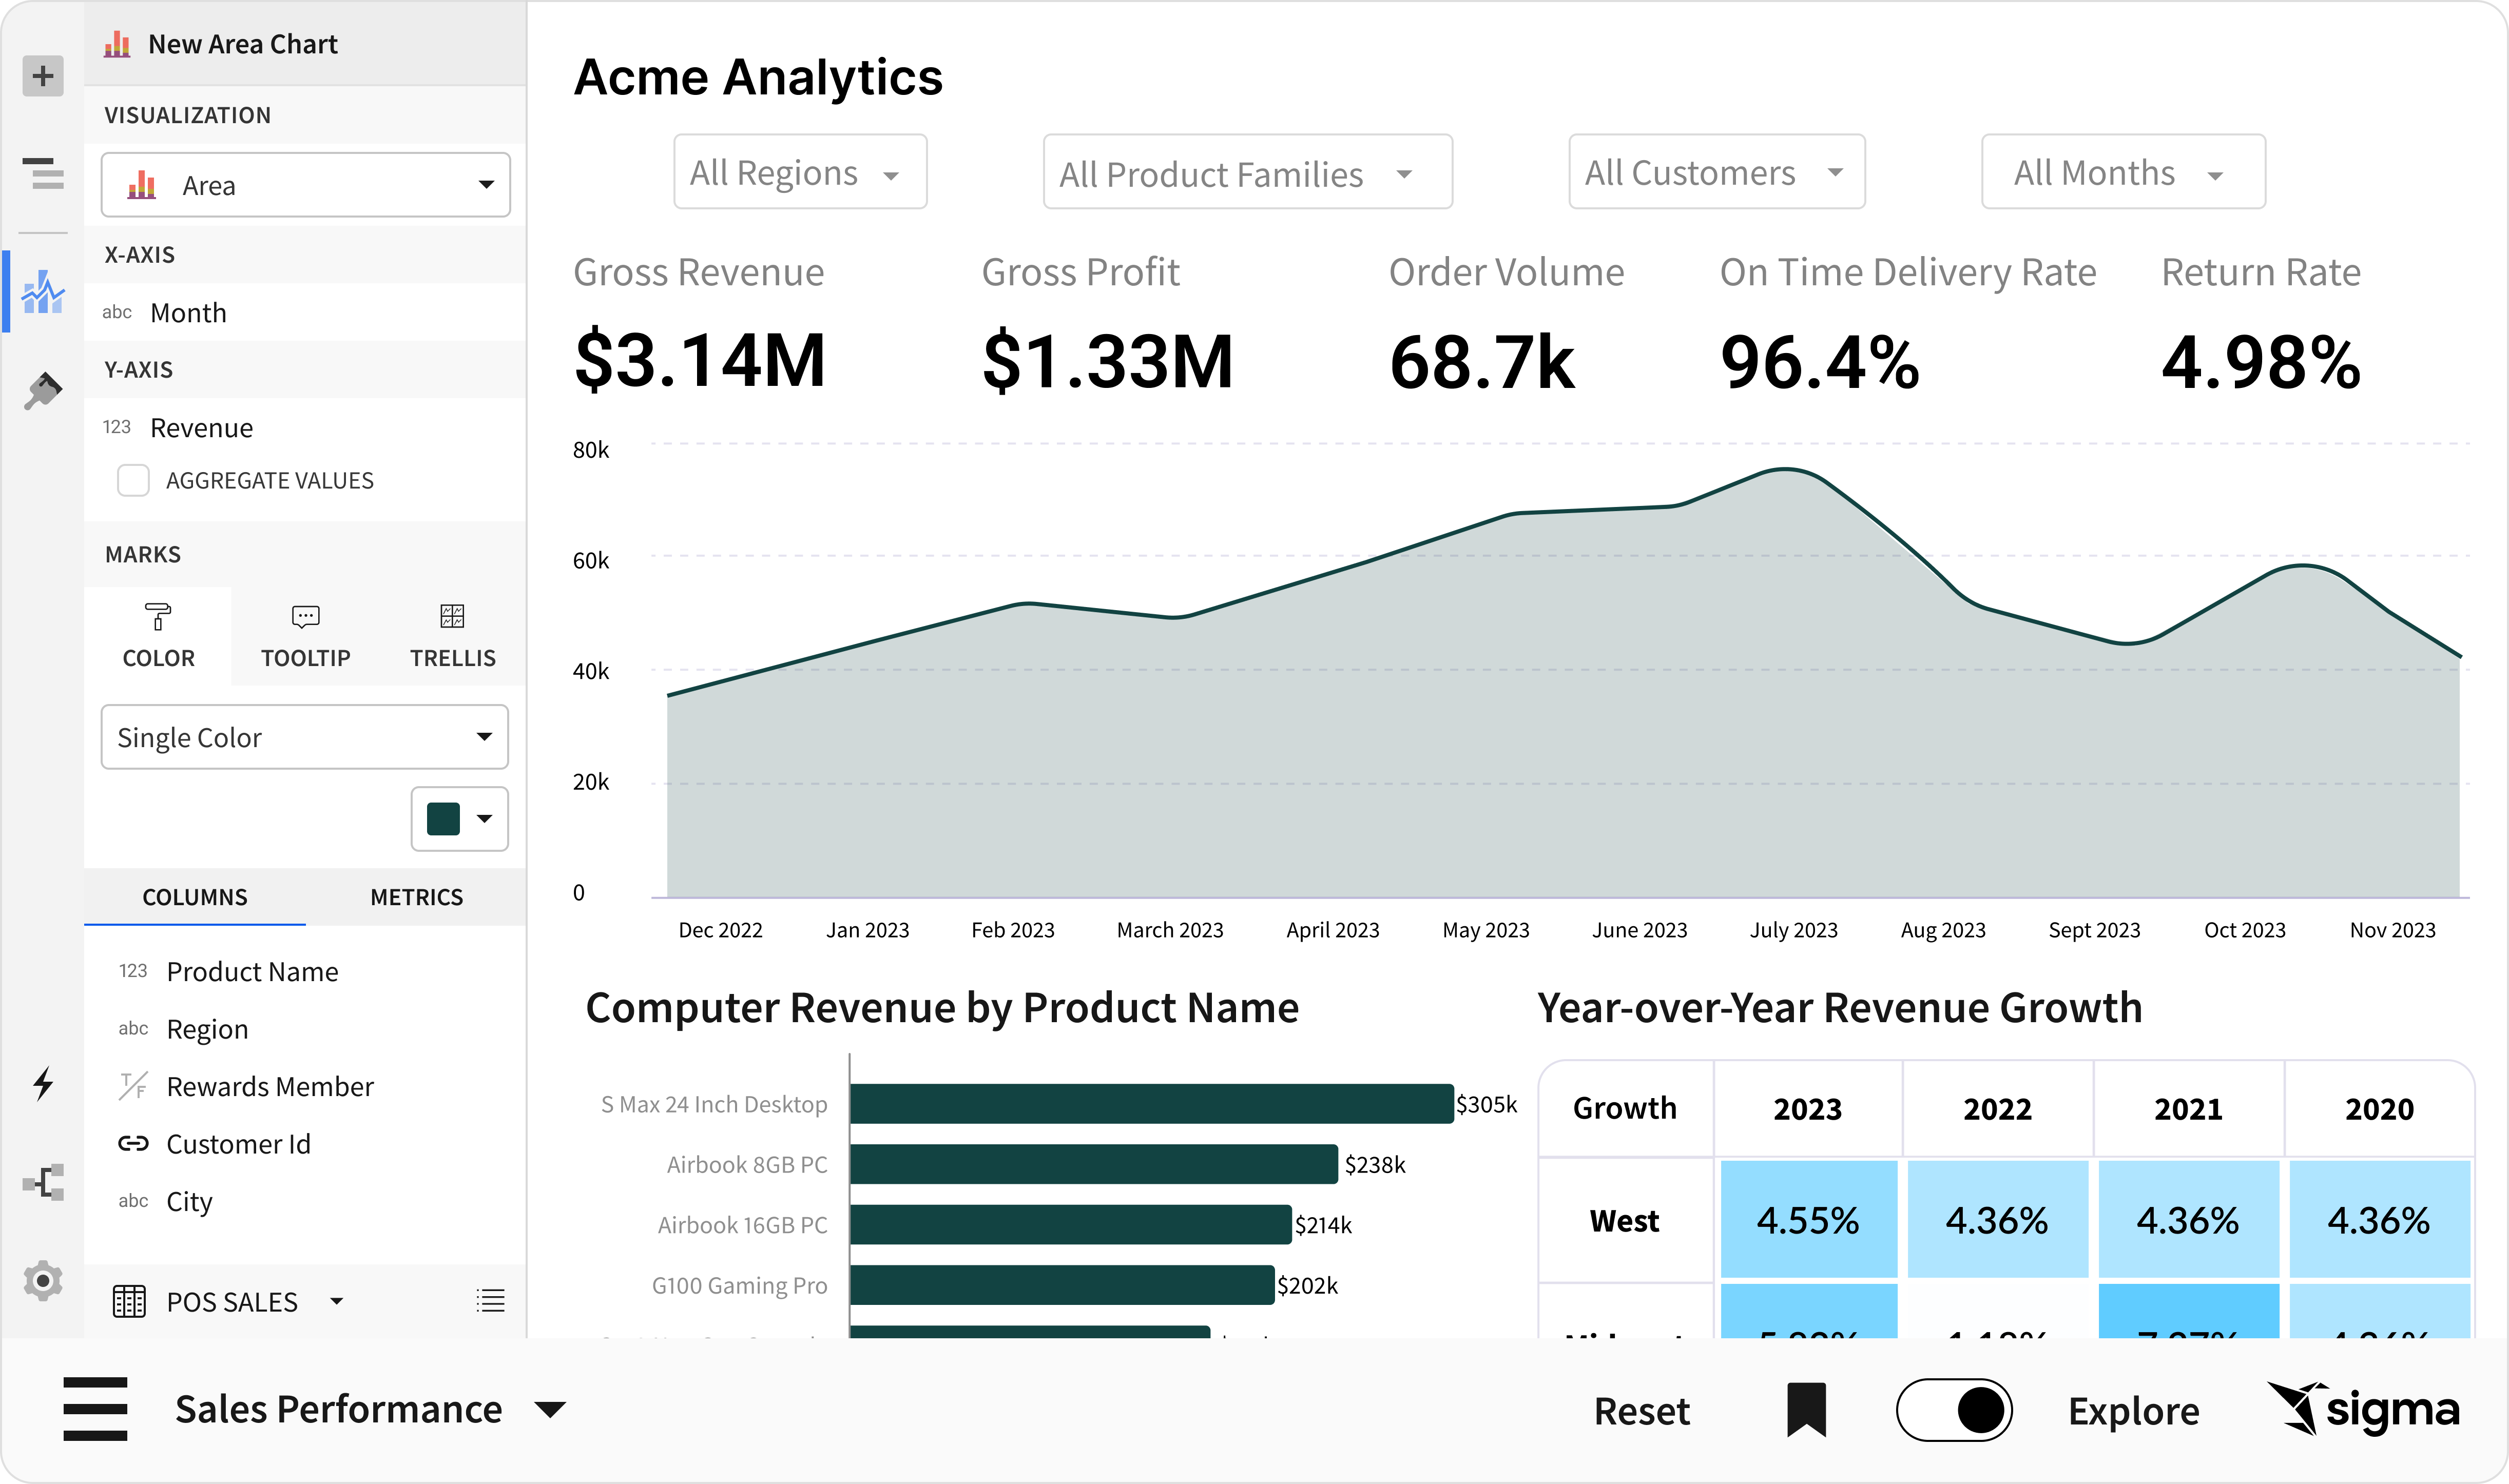 New Area Chart
VISUALIZATION
Area
X-AXIS
abc Month
Y-AXIS
123 Revenue
AGGREGATE VALUES
MARKS
COLOR TOOLTIP TRELLIS
Single Color
COLUMNS METRICS
123 Product Name
abc Region
T/F Rewards Member
Customer Id
abc City
POS SALES
Acme Analytics
All Regions All Product Families All Customers All Months
Gross Revenue Gross Profit Order Volume On Time Delivery Rate Return Rate
$3.14M $1.33M 68.7k 96.4% 4.98%
80k
60k
40k
20k
0
Dec 2022 Jan 2023 Feb 2023 March 2023 April 2023 May 2023 June 2023 July 2023 Aug 2023 Sept 2023 Oct 2023 Nov 2023
Computer Revenue by Product Name
S Max 24 Inch Desktop $305k
Airbook 8GB PC $238k
Airbook 16GB PC $214k
G100 Gaming Pro $202k
Year-over-Year Revenue Growth
Growth 2023 2022 2021 2020
West 4.55% 4.36% 4.36% 4.36%
Sales Performance
Reset Explore sigma